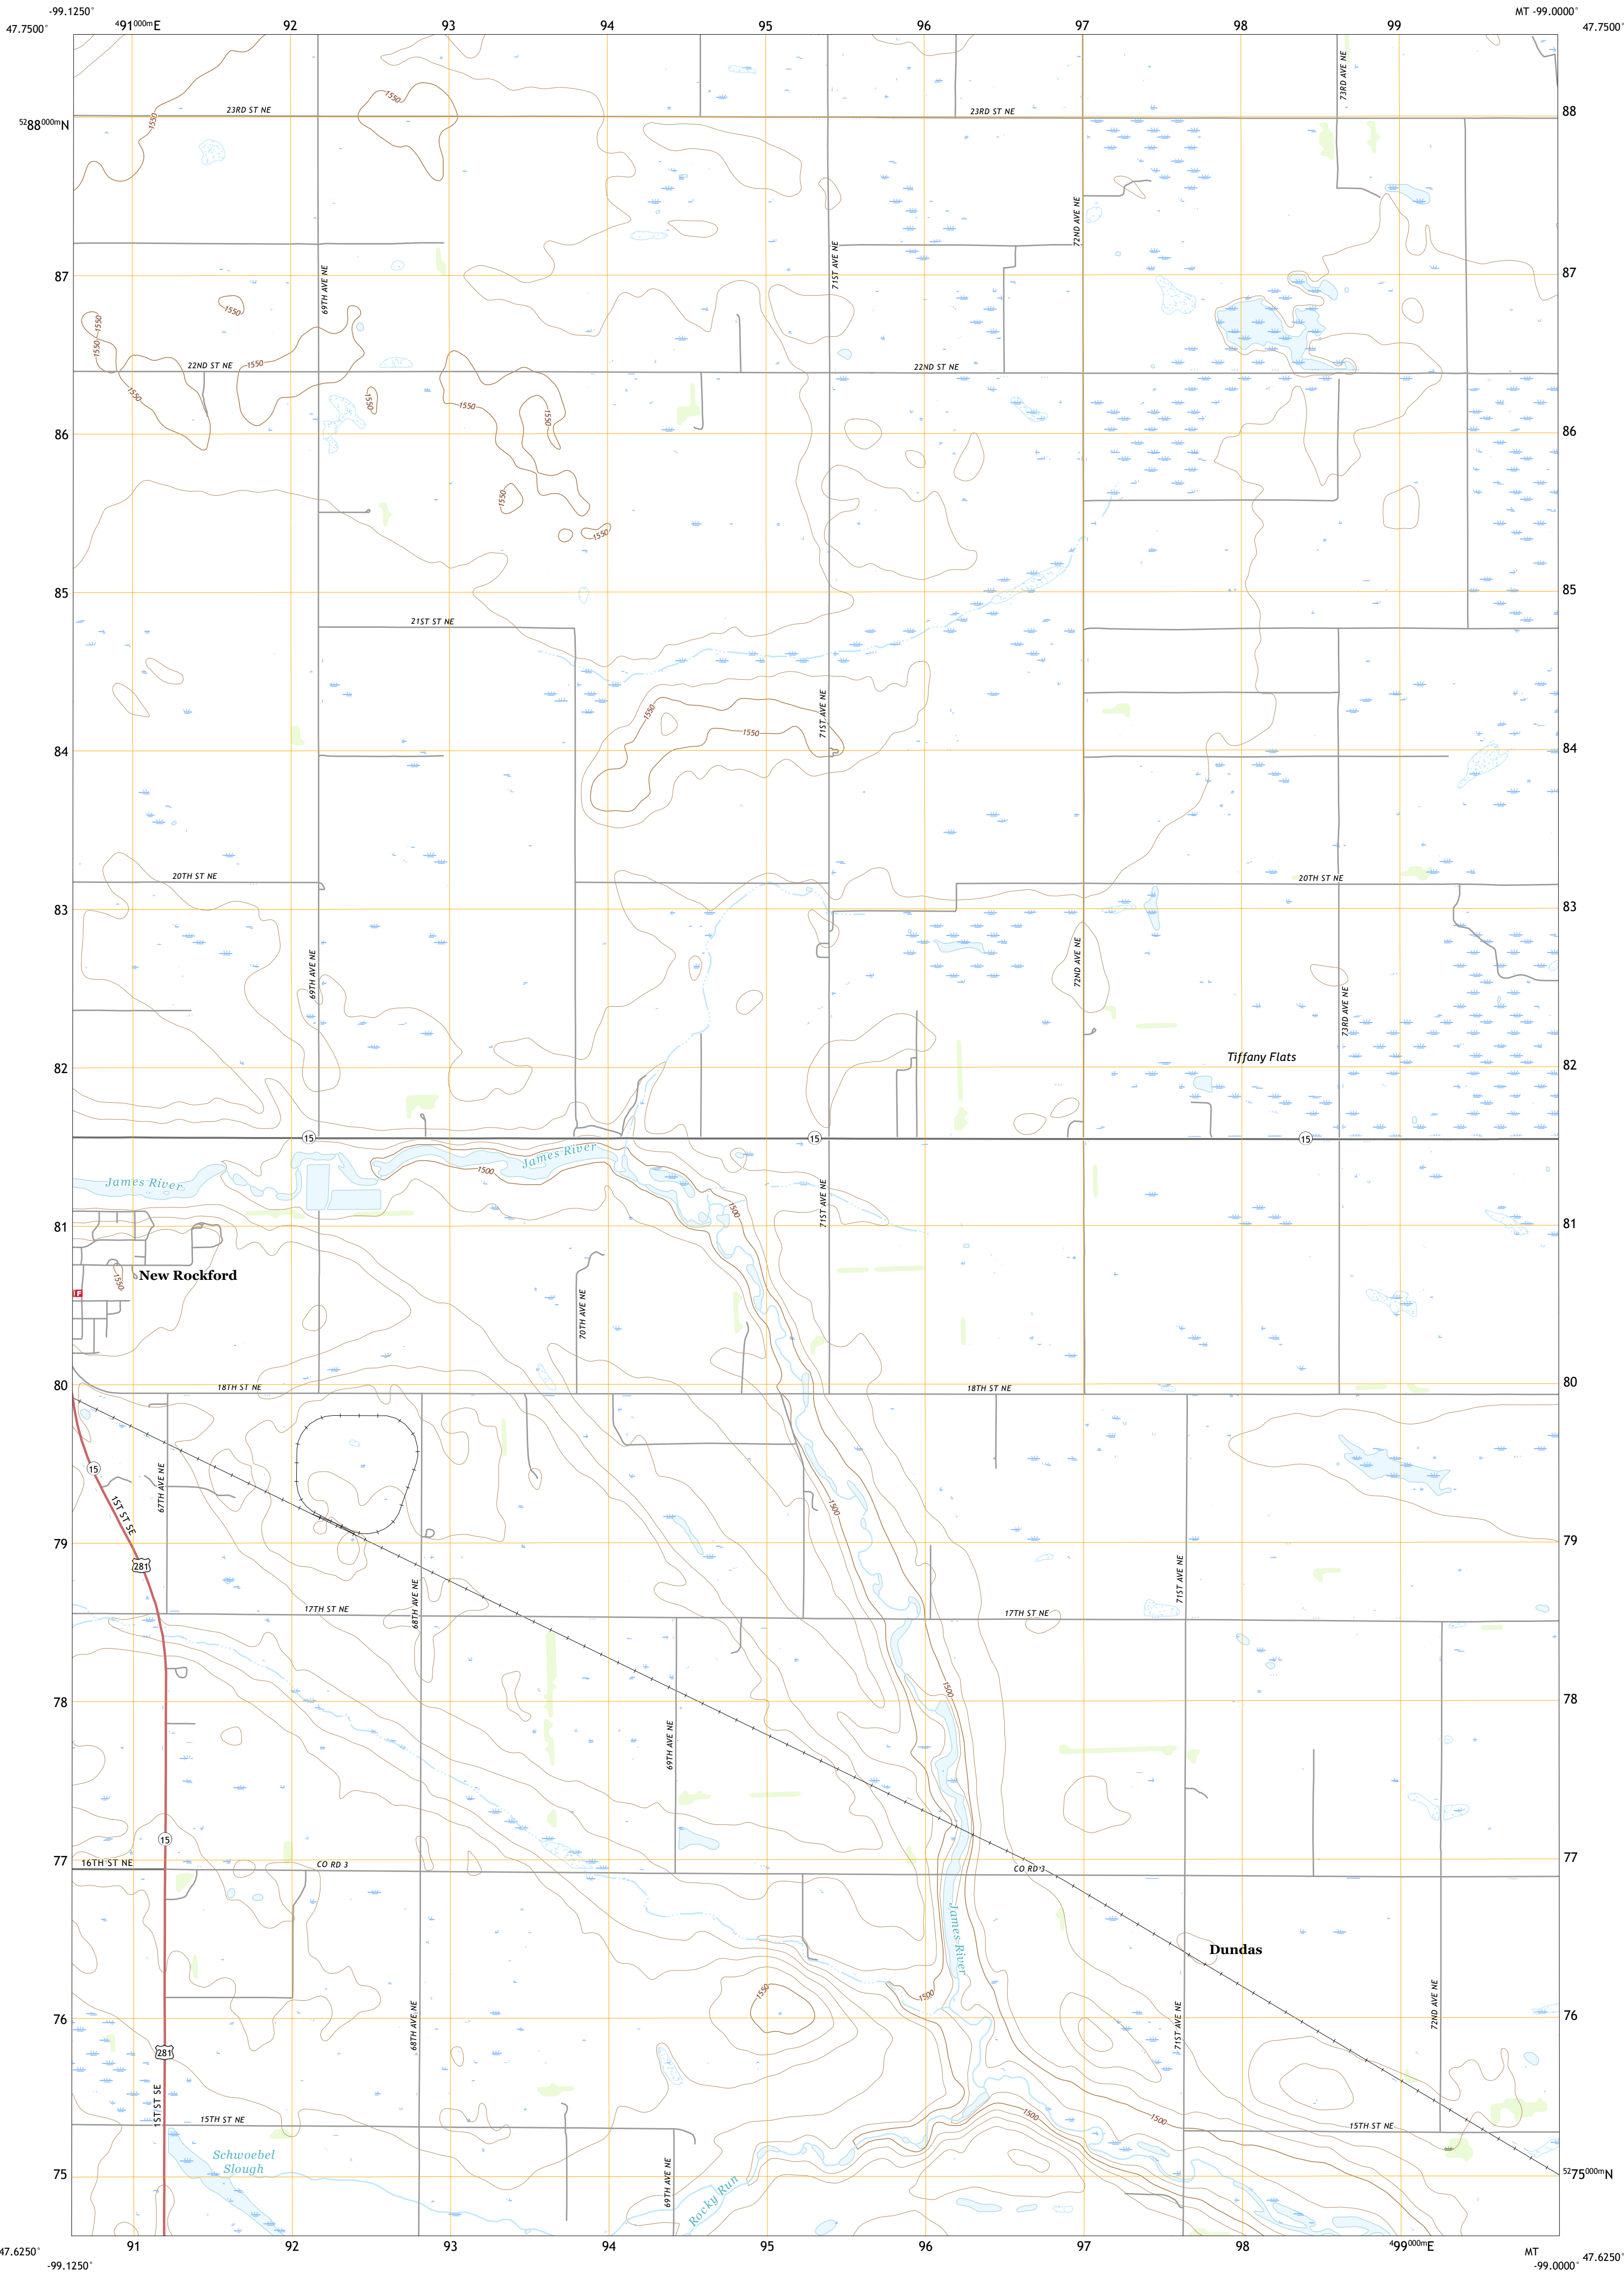 -99.1250°
MT -99.0000°
47.7500°
⁴91⁰⁰⁰ᵐE
92
93
94
95
96
97
98
99
47.7500°
73RD AVE NE
23RD ST NE
23RD ST NE
1550
1550
⁵²88⁰⁰⁰ᵐN
88
72ND AVE NE
71ST AVE NE
69TH AVE NE
87
87
1550
1550
1550
22ND ST NE
1550
22ND ST NE
1550
1550
1550
1550
86
86
1550
1550
85
85
21ST ST NE
1550
71ST AVE NE
1550
84
84
20TH ST NE
20TH ST NE
83
83
69TH AVE NE
72ND AVE NE
73RD AVE NE
Tiffany Flats
82
82
15
15
15
James River
James River
1500
71ST AVE NE
1500
81
81
New Rockford
1550
70TH AVE NE
80
80
18TH ST NE
18TH ST NE
15
67TH AVE NE
1ST ST SE
1500
79
79
281
68TH AVE NE
71ST AVE NE
17TH ST NE
17TH ST NE
1500
78
78
69TH AVE NE
15
77
77
16TH ST NE
CO RD 3
CO RD 3
James River
Dundas
1550
1500
76
76
68TH AVE NE
71ST AVE NE
72ND AVE NE
281
1ST ST SE
15TH ST NE
1500
1500
15TH ST NE
Schwoebel
Slough
69TH AVE NE
Rocky Run
75
⁵²75⁰⁰⁰ᵐN
47.6250°
91
92
93
94
95
96
97
98
⁴99⁰⁰⁰ᵐE
MT
47.6250°
-99.1250°
-99.0000°